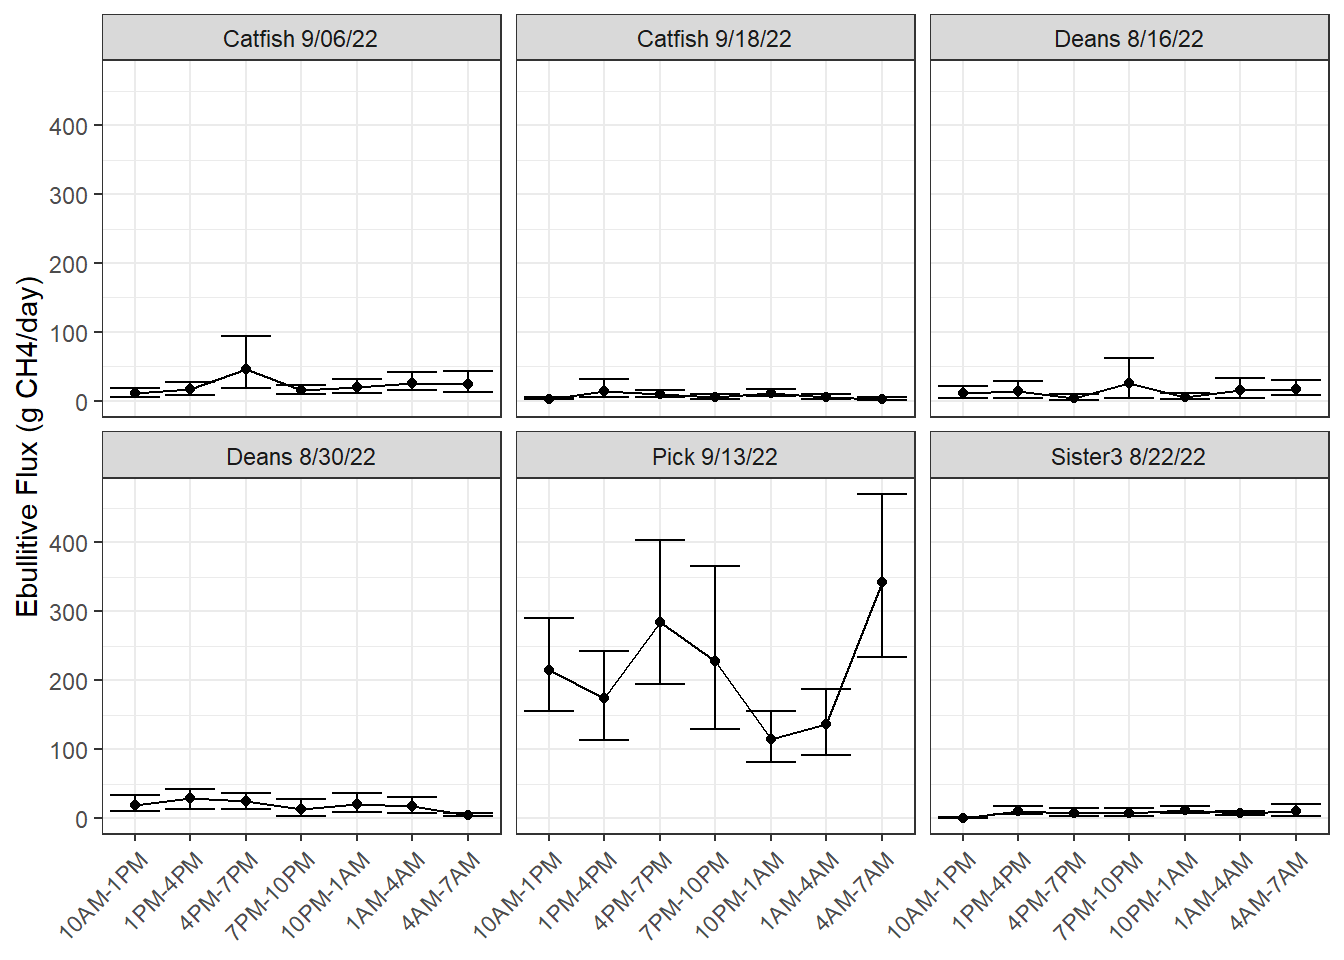 Catfish 9/06/22
Catfish 9/18/22
Deans 8/16/22
400
300
200
100
0
Ebullitive Flux (g CH4/day)
Deans 8/30/22
Pick 9/13/22
Sister3 8/22/22
400
300
200
100
0
10AM-1PM
1PM-4PM
4PM-7PM
7PM-10PM
10PM-1AM
1AM-4AM
4AM-7AM
10AM-1PM
1PM-4PM
4PM-7PM
7PM-10PM
10PM-1AM
1AM-4AM
4AM-7AM
10AM-1PM
1PM-4PM
4PM-7PM
7PM-10PM
10PM-1AM
1AM-4AM
4AM-7AM